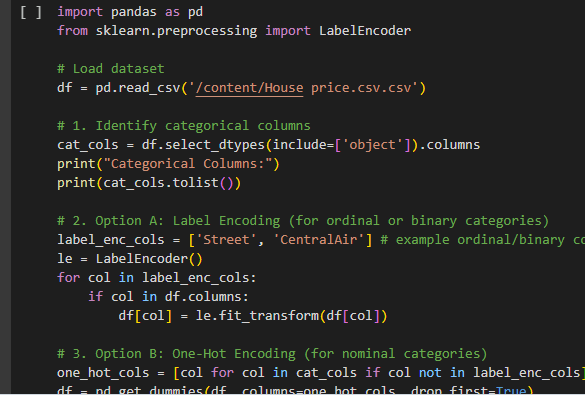 [ ] import pandas as pd
from sklearn.preprocessing import LabelEncoder
# Load dataset
df = pd.read_csv('/content/House price.csv.csv')
# 1. Identify categorical columns
cat_cols = df.select_dtypes(include=['object']).columns
print("Categorical Columns:")
print(cat_cols.tolist())
# 2. Option A: Label Encoding (for ordinal or binary categories)
label_enc_cols = ['Street', 'CentralAir'] # example ordinal/binary co
le = LabelEncoder()
for col in label_enc_cols:
if col in df.columns:
df[col] = le.fit_transform(df[col])
# 3. Option B: One-Hot Encoding (for nominal categories)
one_hot_cols = [col for col in cat_cols if col not in label_enc_cols]
df = pd.get_dummies(df, columns=one_hot_cols, drop_first=True)